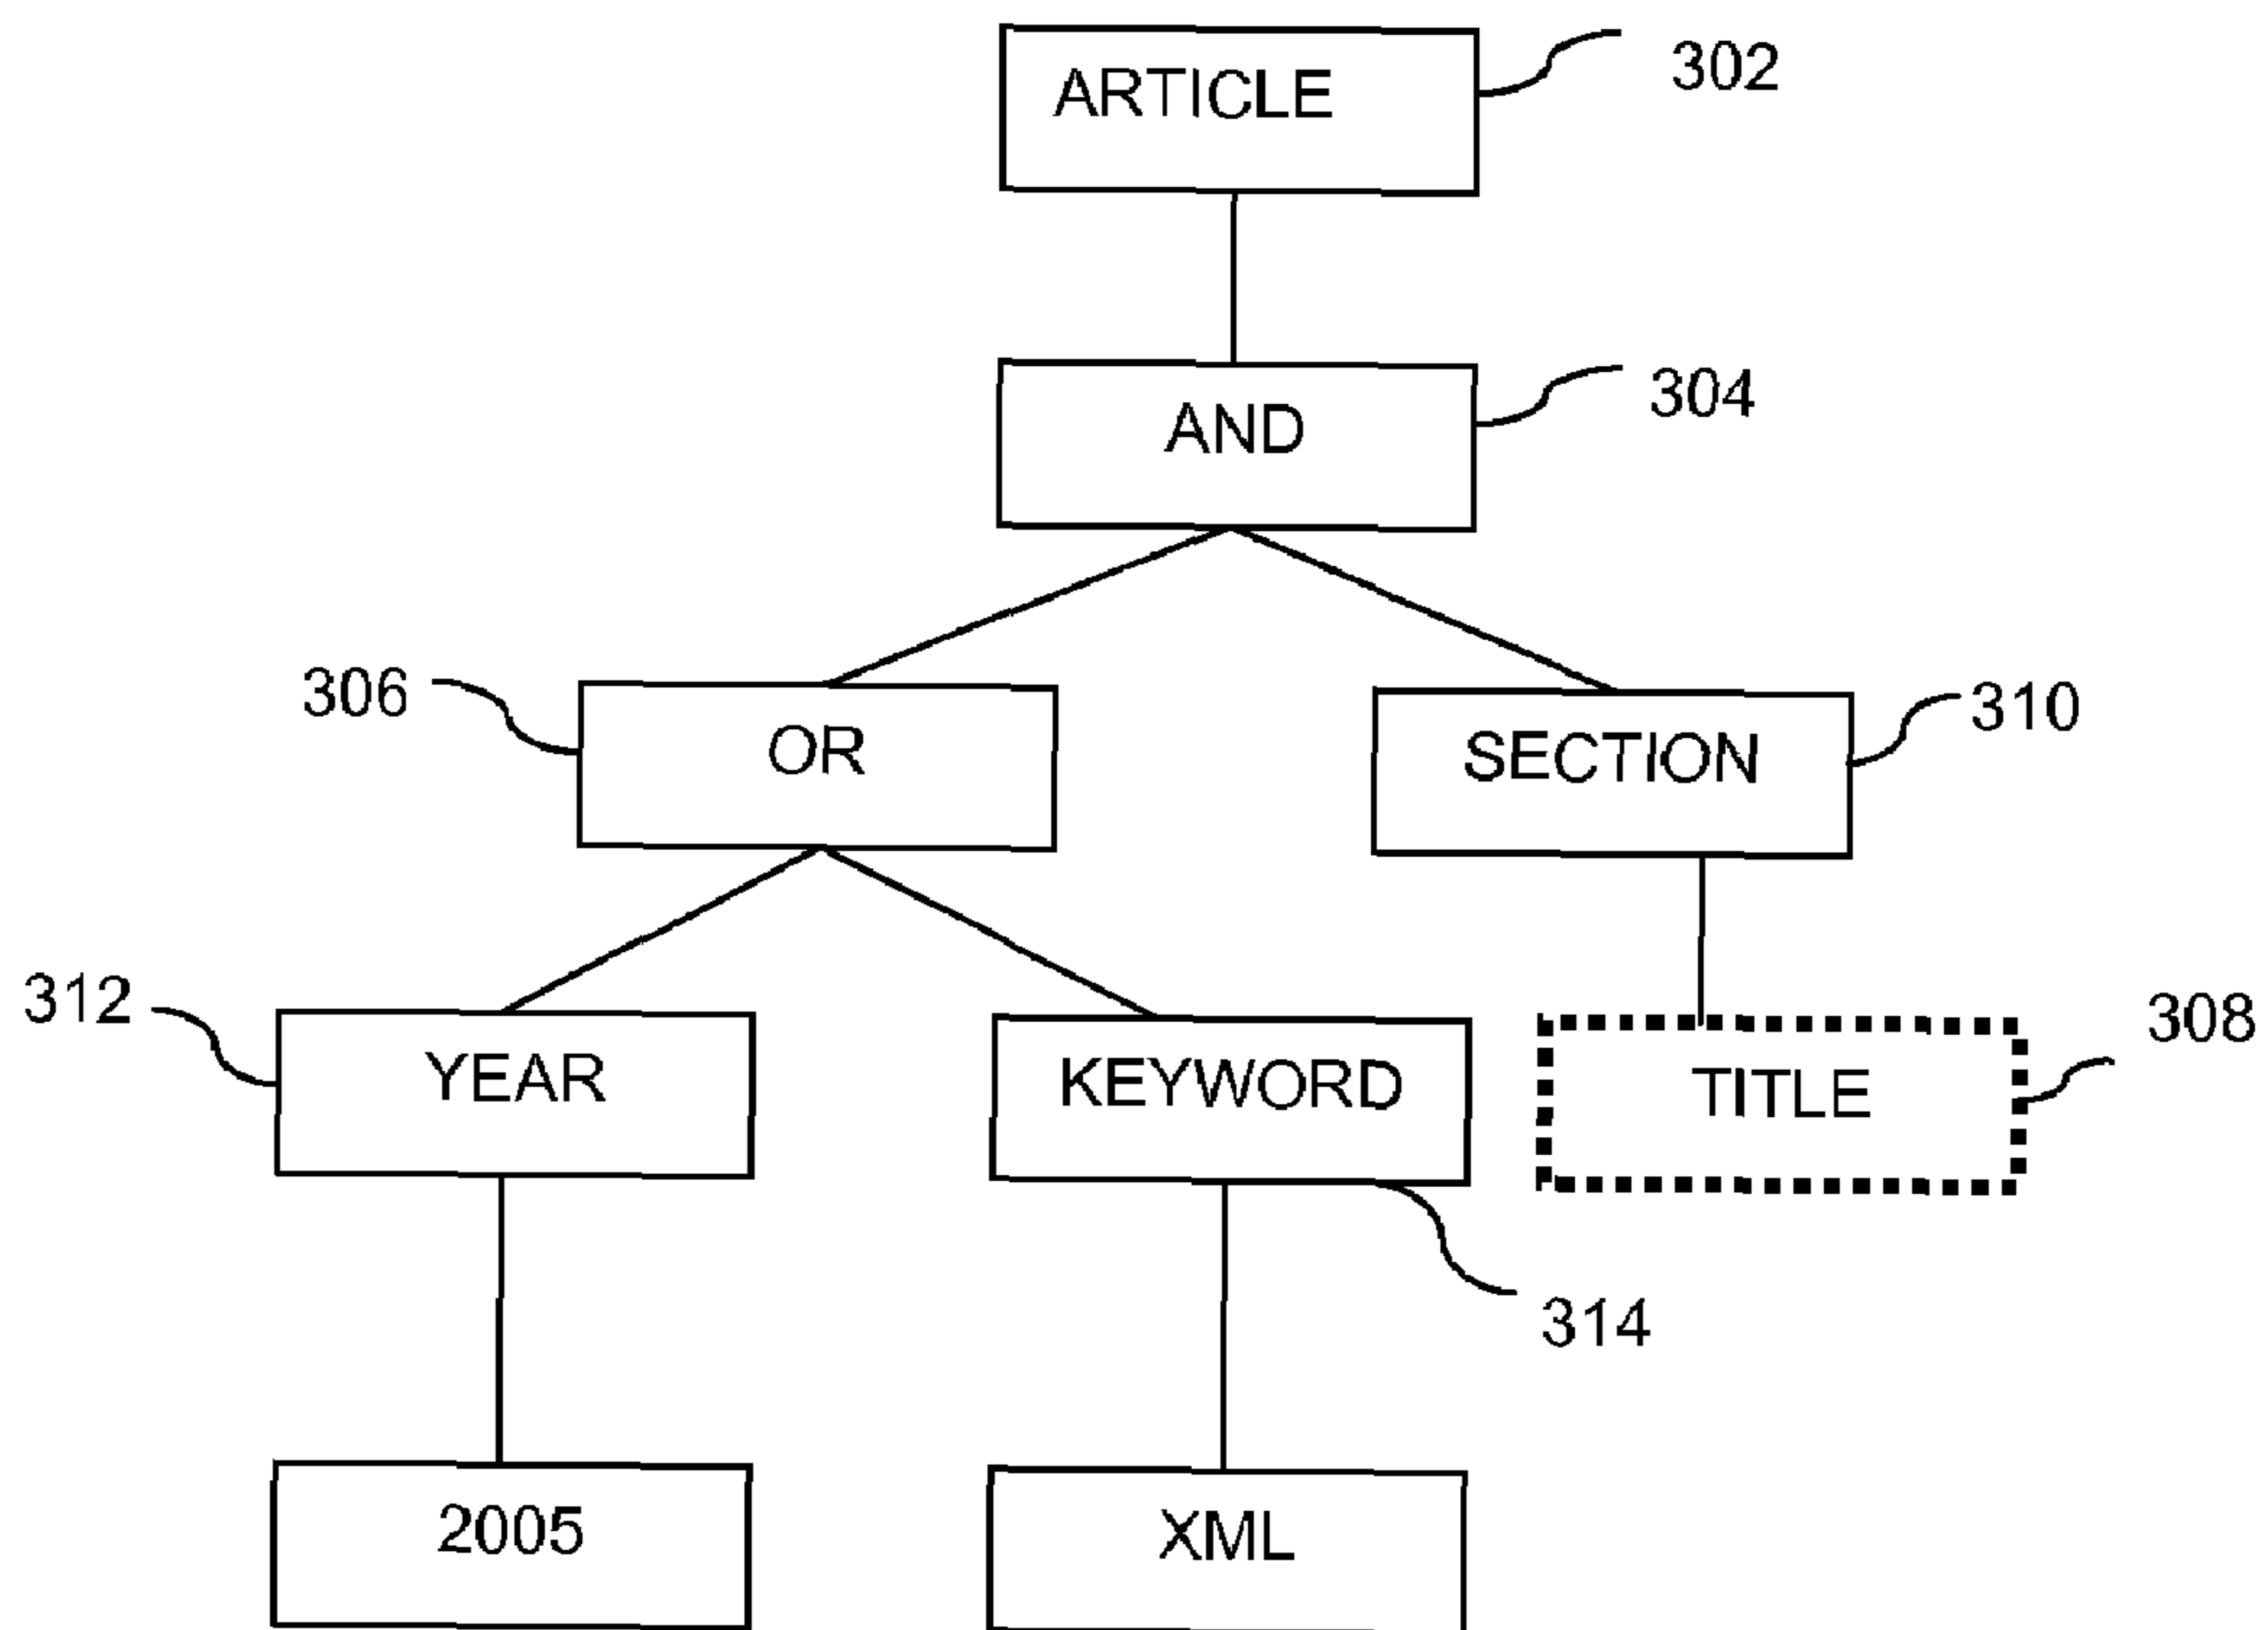 ARTICLE
302
AND
304
306
OR
SECTION
310
312
YEAR
KEYWORD
TITLE
308
314
2005
XML